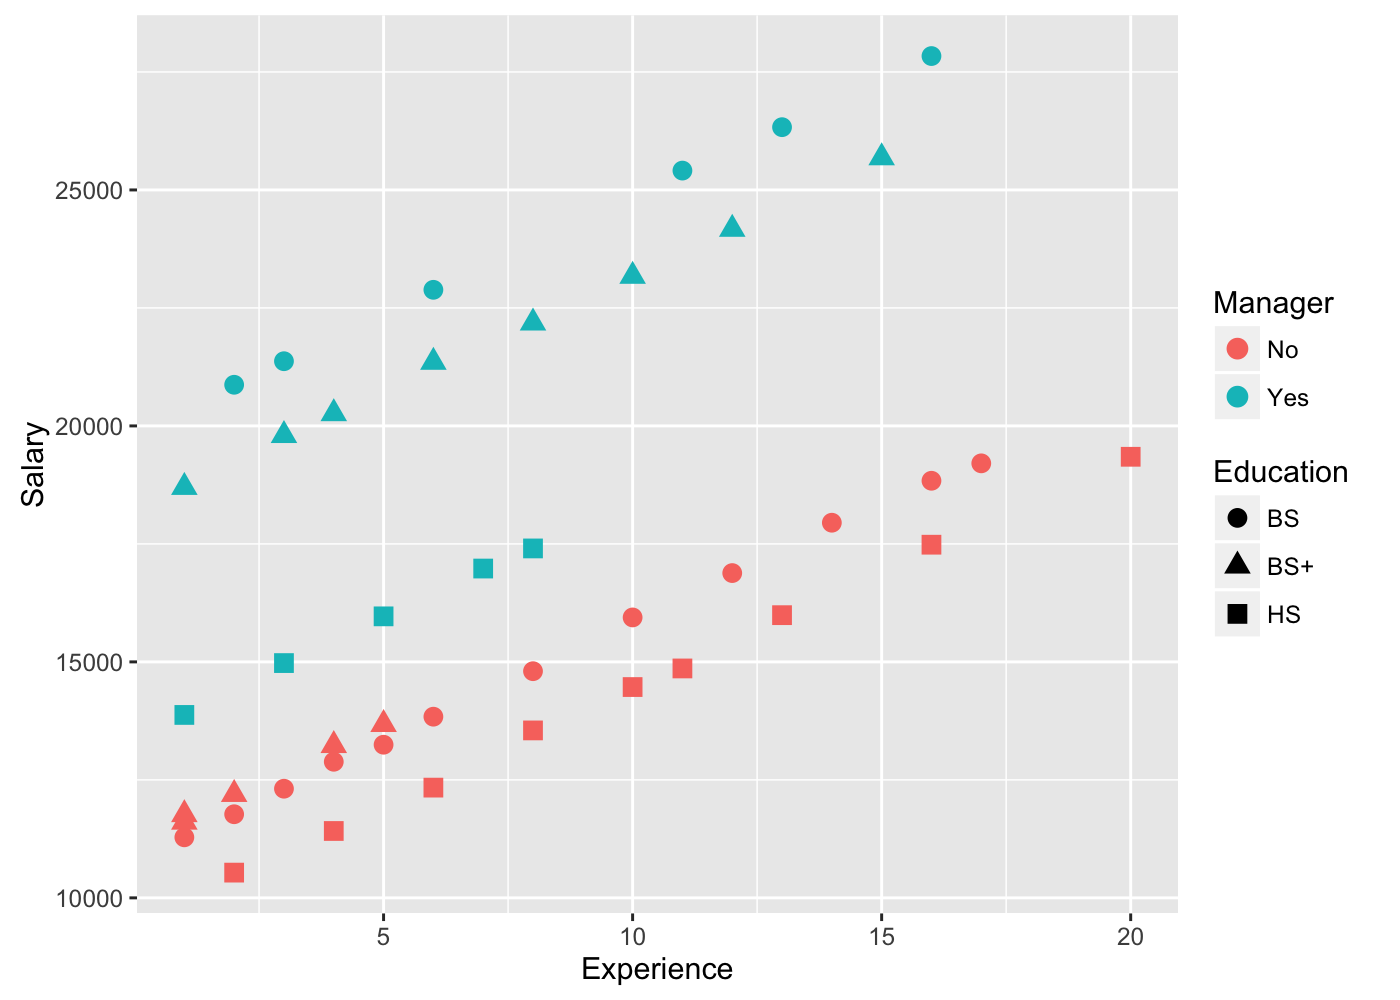 25000
20000
15000
10000
Salary
5
10
15
20
Experience
Manager
No
Yes
Education
BS
BS+
HS